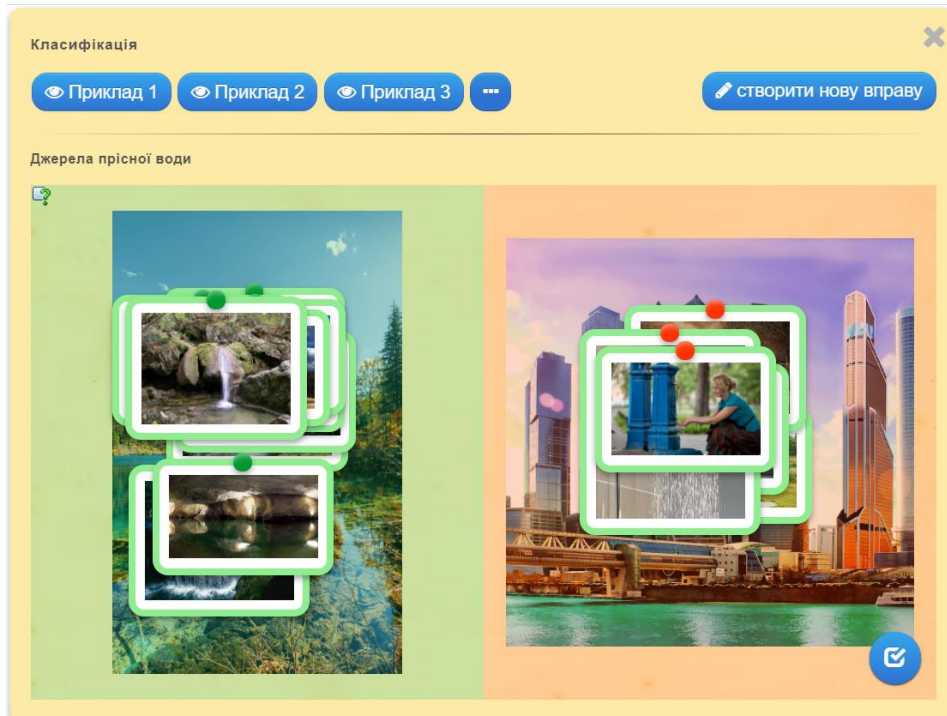 Класифікація
Приклад 1 Приклад 2 Приклад 3 ... створити нову вправу
Джерела прісної води